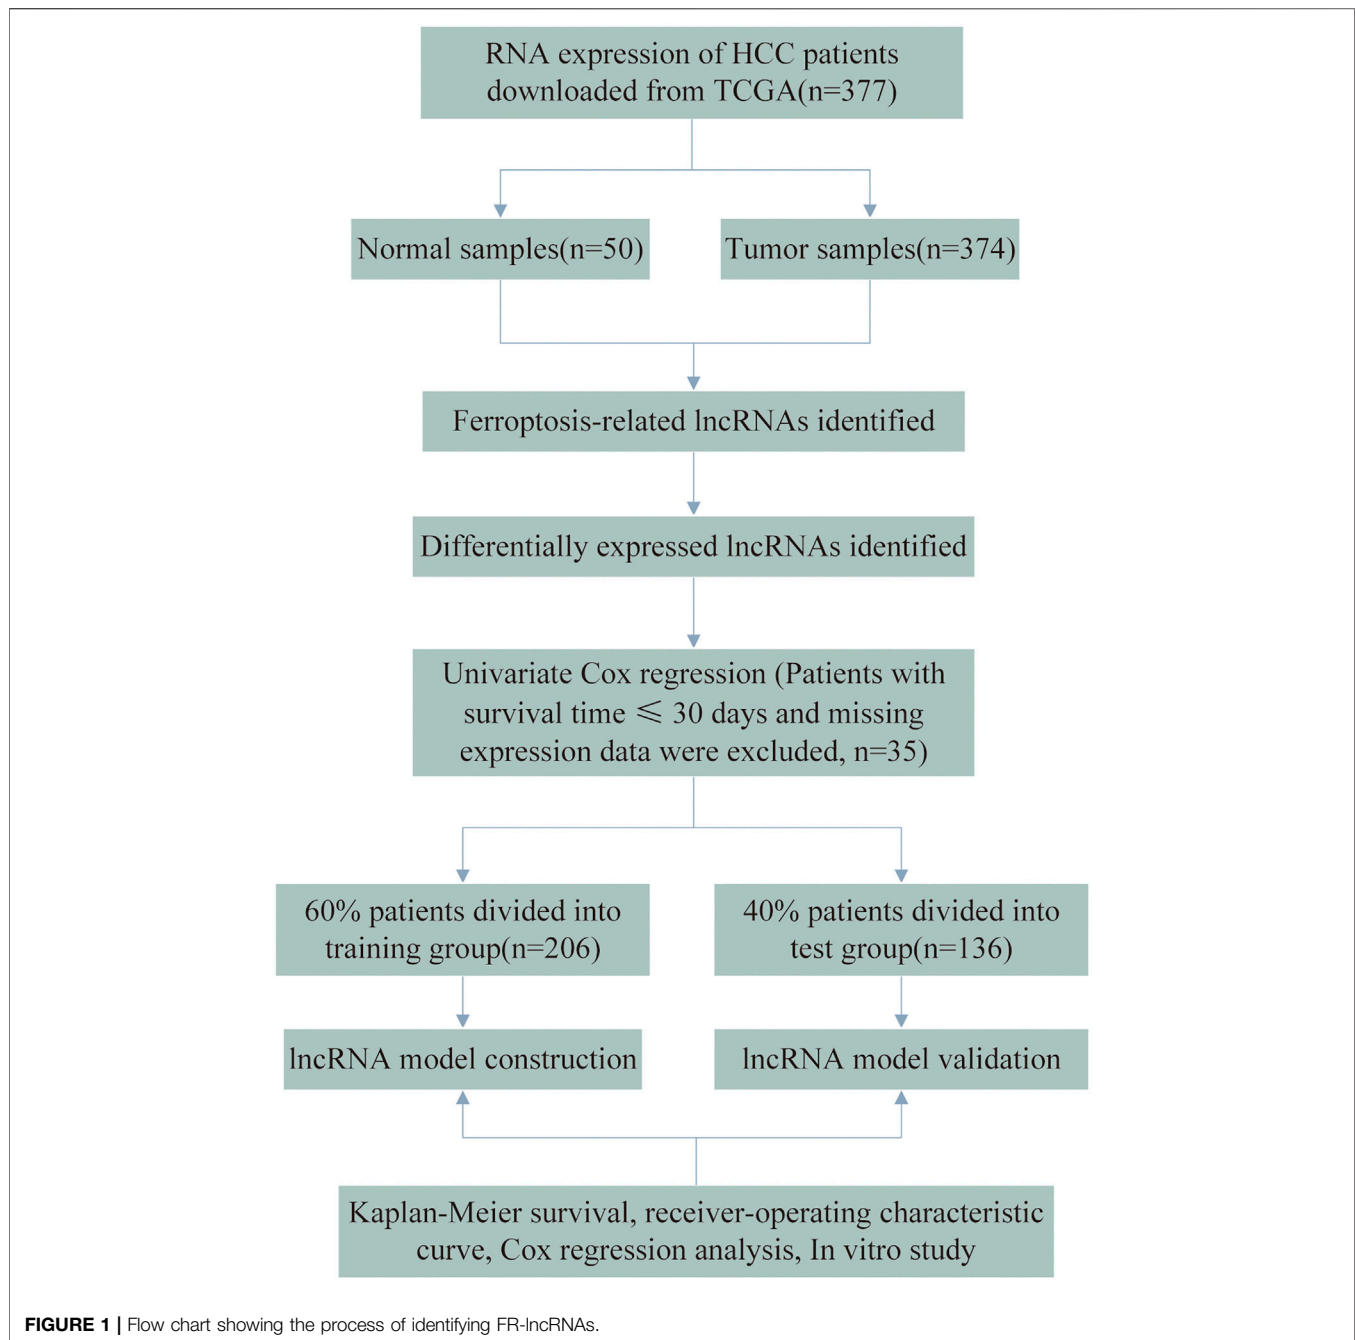 RNA expression of HCC patients
downloaded from TCGA(n=377)
Normal samples(n=50)
Tumor samples(n=374)
Ferroptosis-related lncRNAs identified
Differentially expressed lncRNAs identified
Univariate Cox regression (Patients with
survival time ⩽ 30 days and missing
expression data were excluded, n=35)
60% patients divided into
training group(n=206)
40% patients divided into
test group(n=136)
lncRNA model construction
lncRNA model validation
Kaplan-Meier survival, receiver-operating characteristic
curve, Cox regression analysis, In vitro study
FIGURE 1 | Flow chart showing the process of identifying FR-lncRNAs.